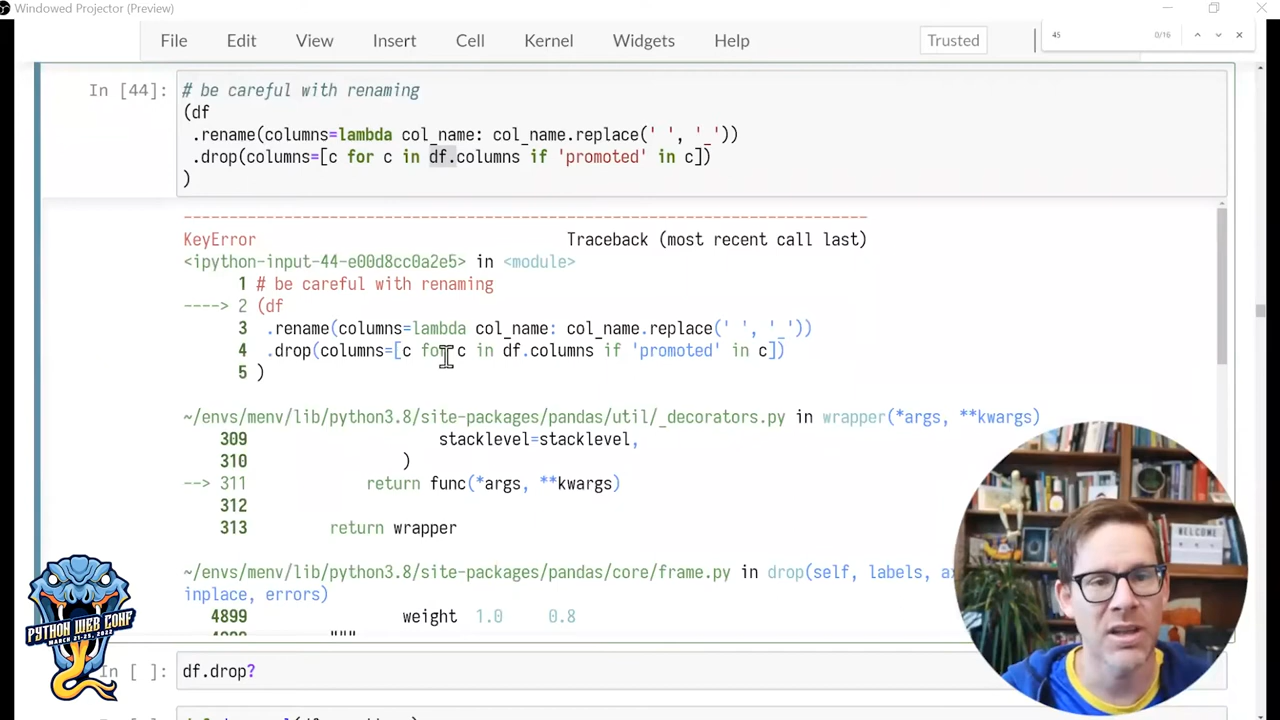 Windowed Projector (Preview)
File Edit View Insert Cell Kernel Widgets Help Trusted
45 0/16
In [44]: # be careful with renaming
(df
.rename(columns=lambda col_name: col_name.replace(' ', '_'))
.drop(columns=[c for c in df.columns if 'promoted' in c])
)
---------------------------------------------------------------------------
KeyError Traceback (most recent call last)
<ipython-input-44-e00d8cc0a2e5> in <module>
1 # be careful with renaming
----> 2 (df
3 .rename(columns=lambda col_name: col_name.replace(' ', '_'))
4 .drop(columns=[c for c in df.columns if 'promoted' in c])
5 )
~/envs/menv/lib/python3.8/site-packages/pandas/util/_decorators.py in wrapper(*args, **kwargs)
309 stacklevel=stacklevel,
310 )
--> 311 return func(*args, **kwargs)
312
313 return wrapper
~/envs/menv/lib/python3.8/site-packages/pandas/core/frame.py in drop(self, labels,
inplace, errors)
4899 weight 1.0 0.8
"""
In [ ]: df.drop?
WELCOME
PYTHON WEB CONF
MARCH 21-25, 2022